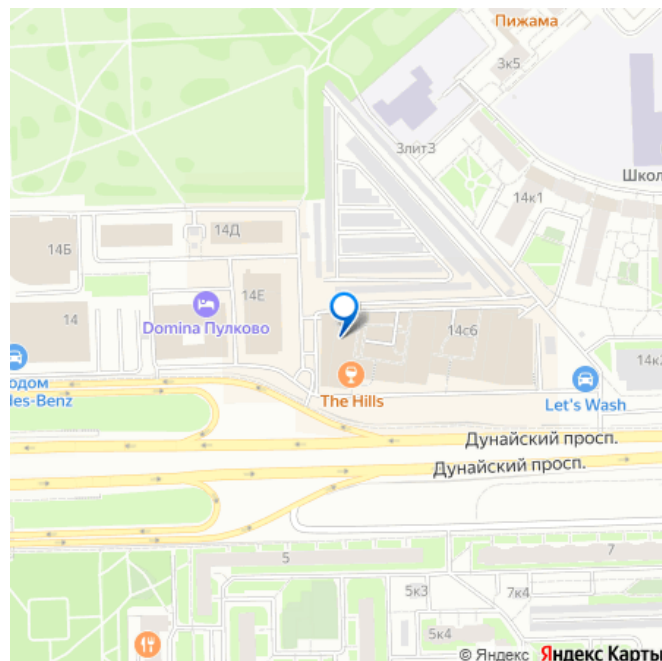 Пижама
3к5
3лит3
Школ
14к1
14Д
14Б
14Е
14
Domina Пулково
14с6
14к2
одом
des-Benz
The Hills
Let's Wash
Дунайский просп.
Дунайский просп.
5
7
5к3
7к4
5к4
© Яндекс Яндекс Карты